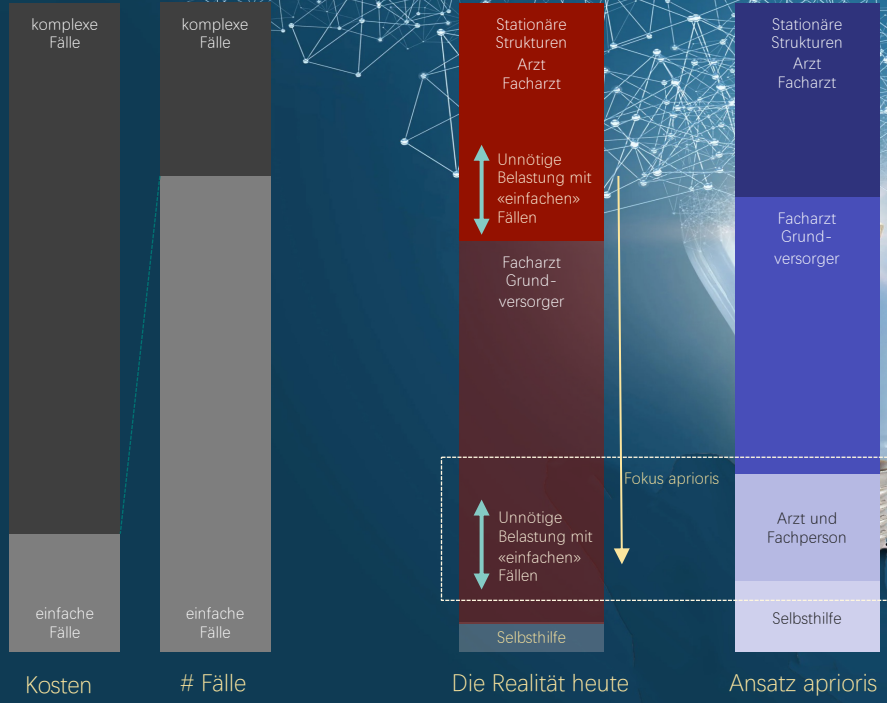 komplexe
Fälle
einfache
Fälle
Kosten
komplexe
Fälle
einfache
Fälle
# Fälle
Stationäre
Strukturen
Arzt
Facharzt
Unnötige
Belastung mit
«einfachen»
Fällen
Facharzt
Grund-
versorger
Unnötige
Belastung mit
«einfachen»
Fällen
Selbsthilfe
Die Realität heute
Fokus aprioris
Stationäre
Strukturen
Arzt
Facharzt
Facharzt
Grund-
versorger
Arzt und
Fachperson
Selbsthilfe
Ansatz aprioris